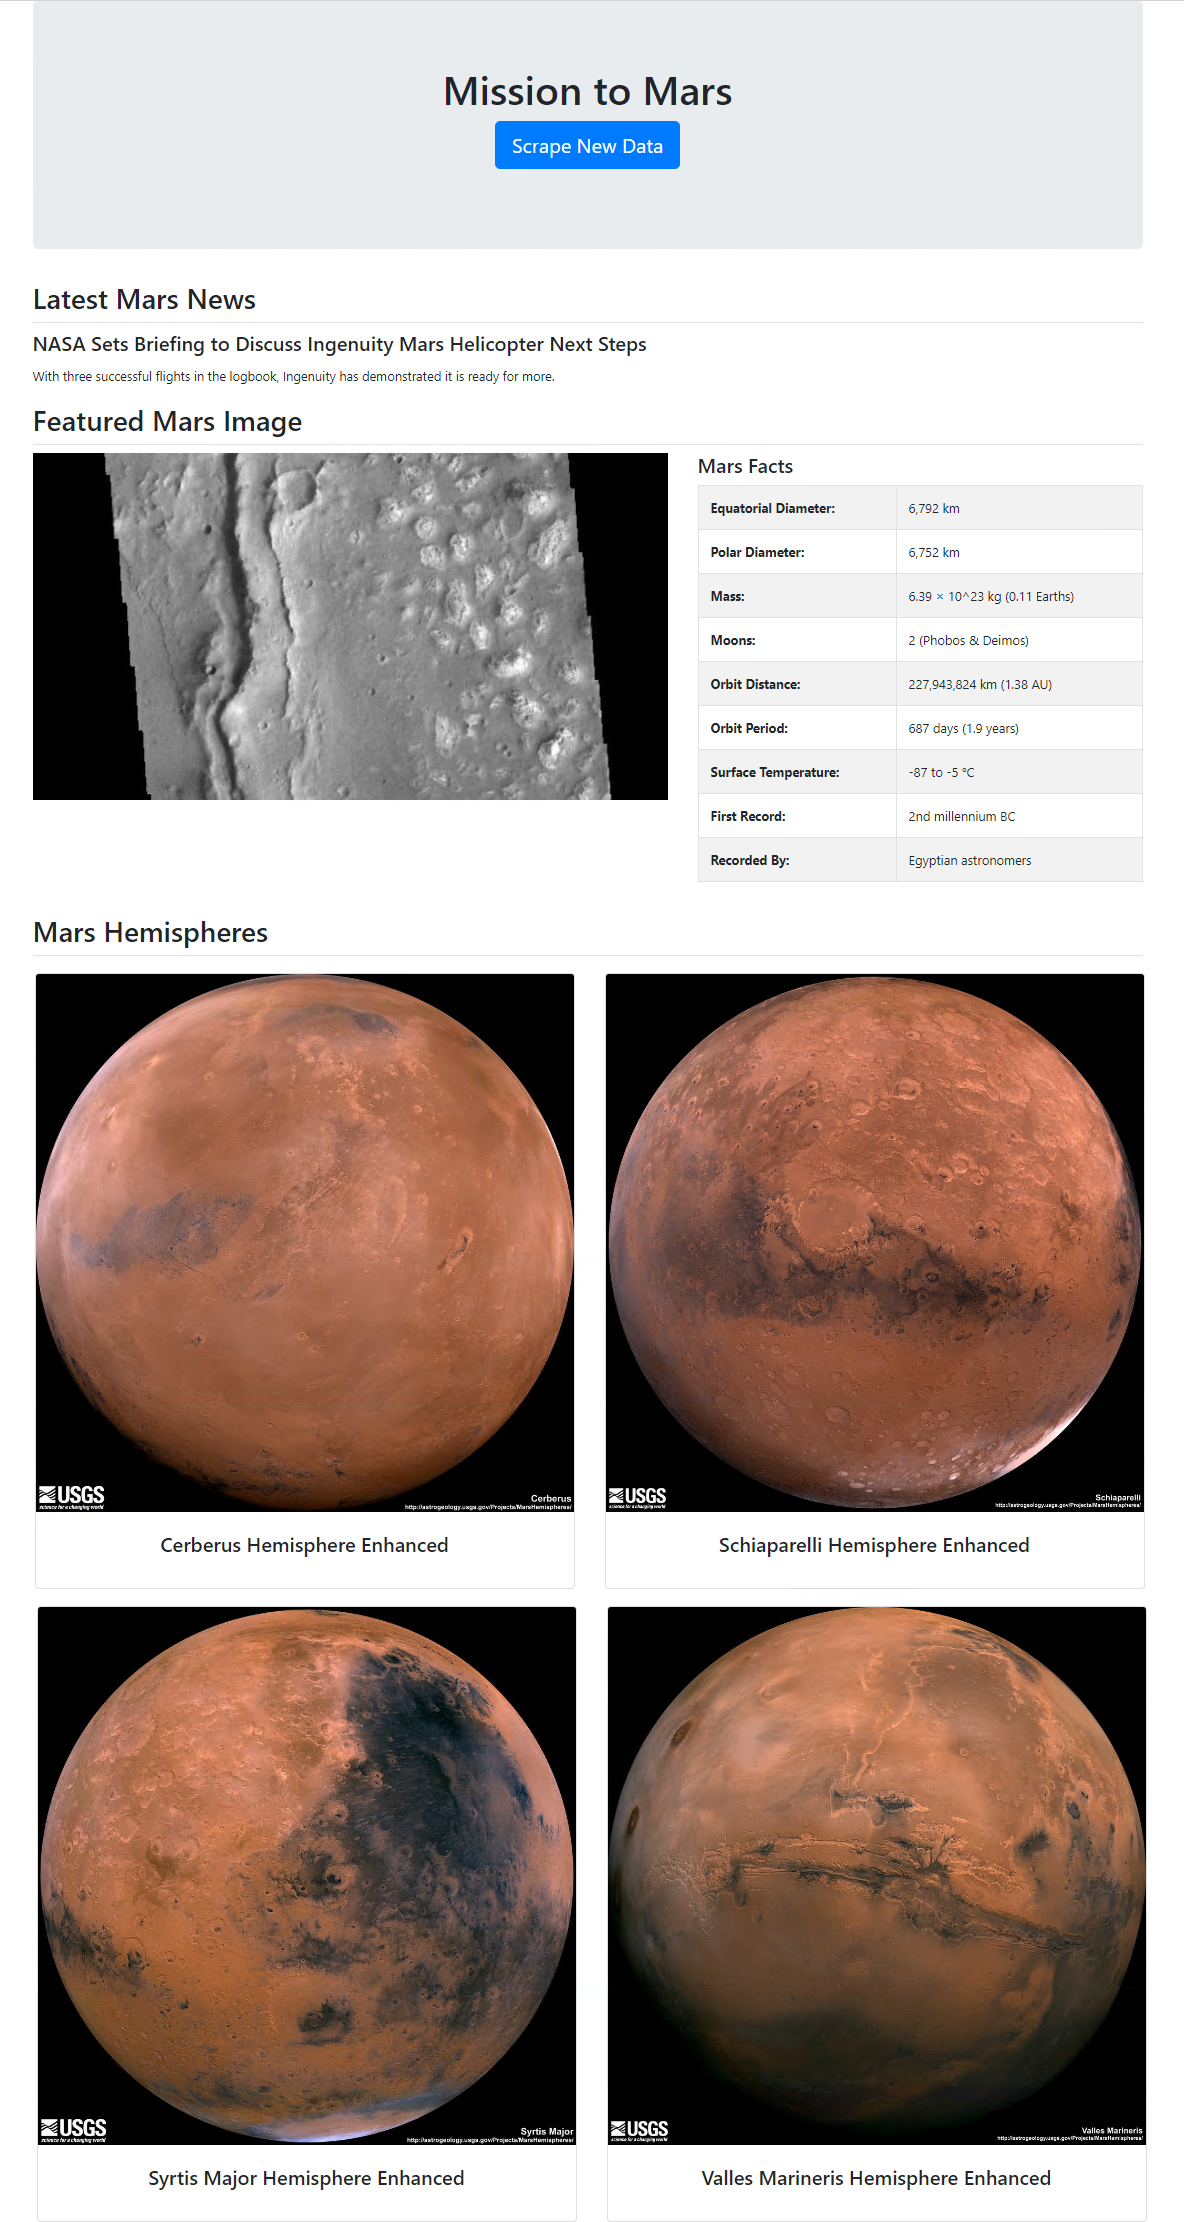 Mission to Mars
Scrape New Data
Latest Mars News
NASA Sets Briefing to Discuss Ingenuity Mars Helicopter Next Steps
With three successful flights in the logbook, Ingenuity has demonstrated it is ready for more.
Featured Mars Image
Mars Facts
Equatorial Diameter: 6,792 km
Polar Diameter: 6,752 km
Mass: 6.39 × 10^23 kg (0.11 Earths)
Moons: 2 (Phobos & Deimos)
Orbit Distance: 227,943,824 km (1.38 AU)
Orbit Period: 687 days (1.9 years)
Surface Temperature: -87 to -5 °C
First Record: 2nd millennium BC
Recorded By: Egyptian astronomers
Mars Hemispheres
USGS
science for a changing world
Cerberus
http://astrogeology.usgs.gov/Projects/MarsHemispheres/
Cerberus Hemisphere Enhanced
USGS
science for a changing world
Schiaparelli
http://astrogeology.usgs.gov/Projects/MarsHemispheres/
Schiaparelli Hemisphere Enhanced
USGS
science for a changing world
Syrtis Major
http://astrogeology.usgs.gov/Projects/MarsHemispheres/
Syrtis Major Hemisphere Enhanced
USGS
science for a changing world
Valles Marineris
http://astrogeology.usgs.gov/Projects/MarsHemispheres/
Valles Marineris Hemisphere Enhanced